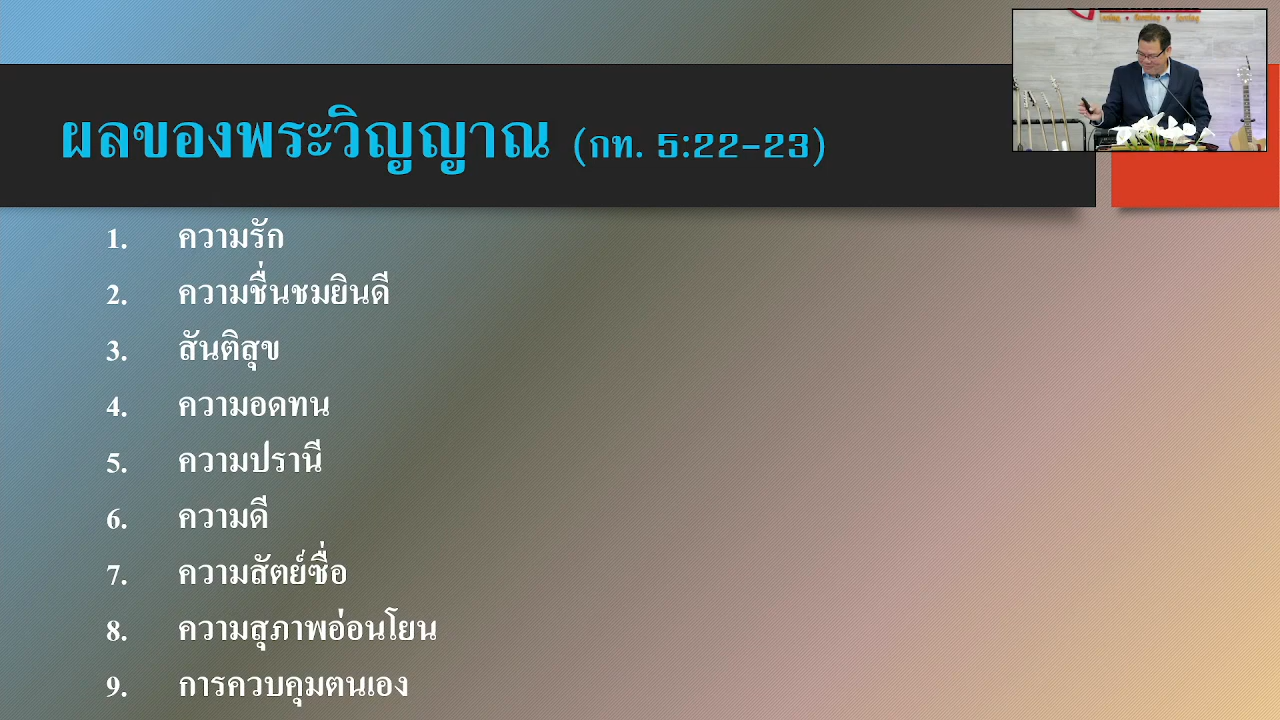 ผลของพระวิญญาณ (กท. 5:22-23)
1. ความรัก
2. ความชื่นชมยินดี
3. สันติสุข
4. ความอดทน
5. ความปรานี
6. ความดี
7. ความสัตย์ซื่อ
8. ความสุภาพอ่อนโยน
9. การควบคุมตนเอง